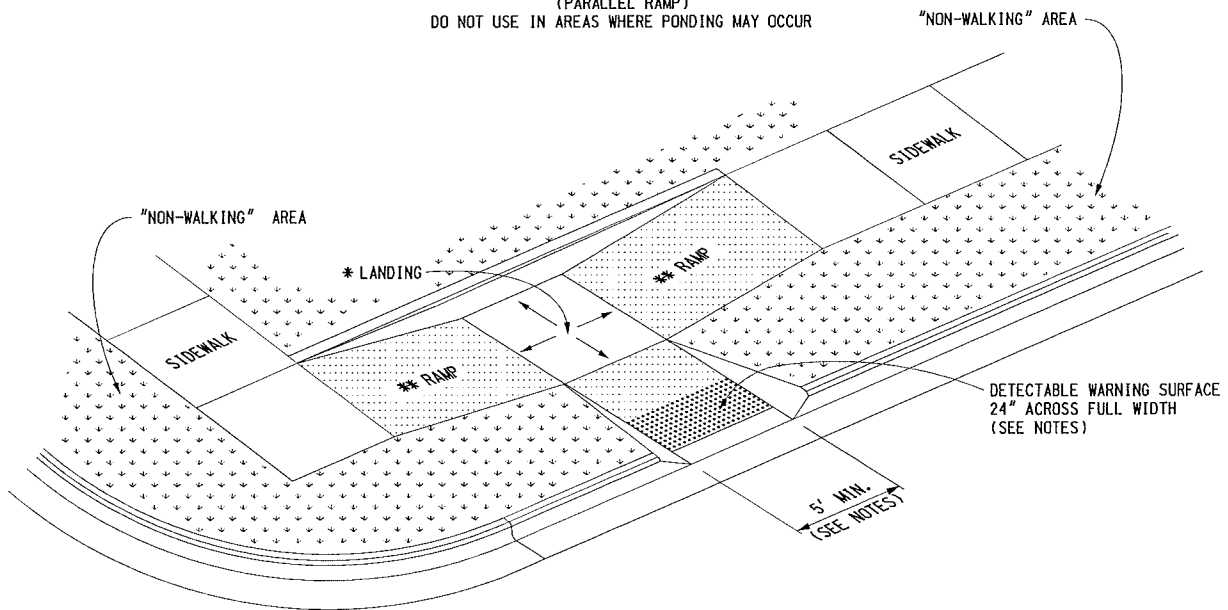 (PARALLEL RAMP)
DO NOT USE IN AREAS WHERE PONDING MAY OCCUR
"NON-WALKING" AREA
SIDEWALK
"NON-WALKING" AREA
* LANDING
** RAMP
SIDEWALK
** RAMP
DETECTABLE WARNING SURFACE
24" ACROSS FULL WIDTH
(SEE NOTES)
5' MIN.
(SEE NOTES)